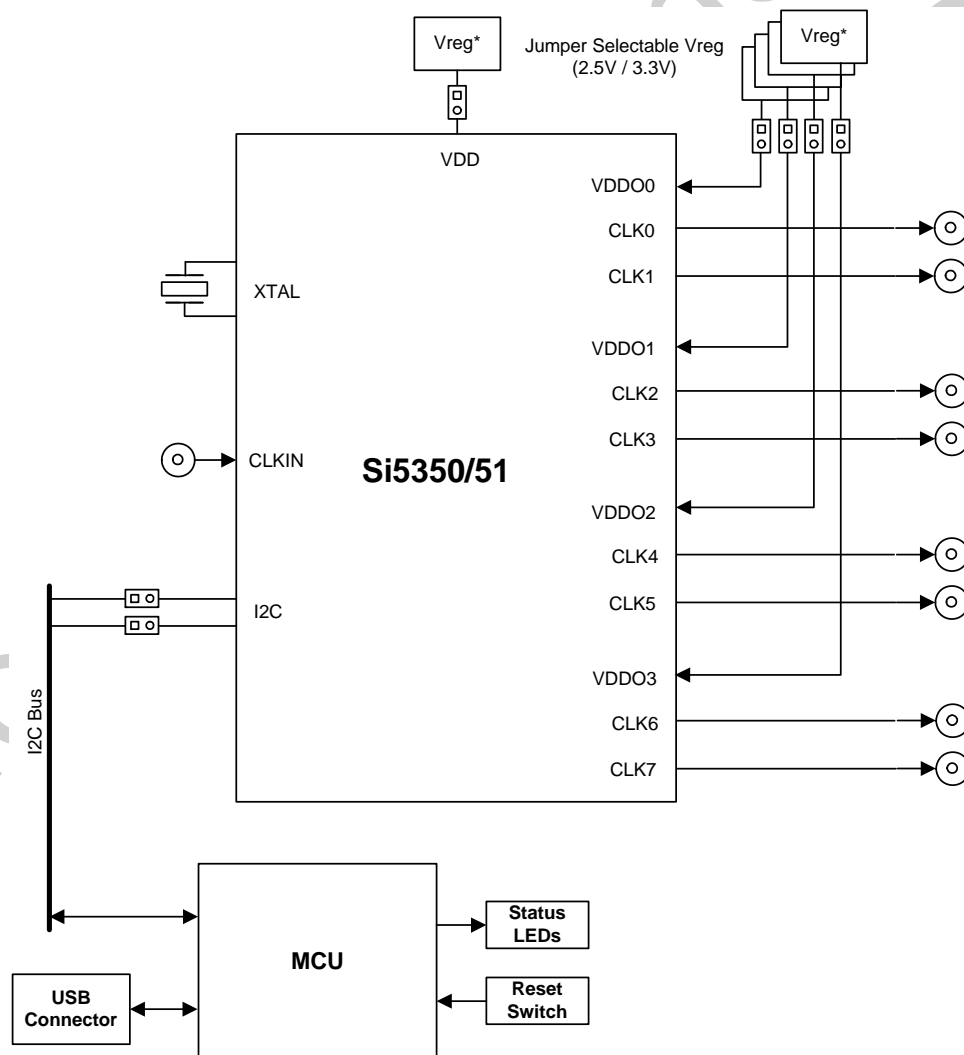 Vreg*
Jumper Selectable Vreg
(2.5V / 3.3V)
Vreg*
VDD
VDDO0
CLK0
CLK1
XTAL
VDDO1
CLK2
CLK3
CLKIN
Si5350/51
VDDO2
CLK4
CLK5
I2C
VDDO3
CLK6
CLK7
I2C Bus
MCU
Status
LEDs
Reset
Switch
USB
Connector